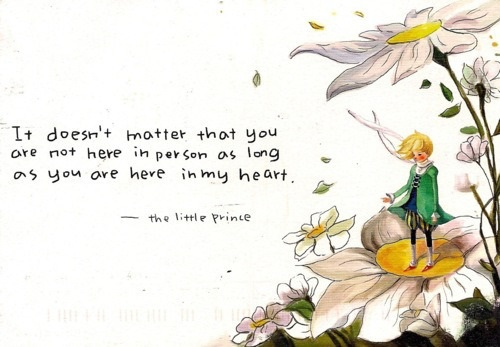 It doesn't matter that you
are not here in person as long
as you are here in my heart.
— the little prince